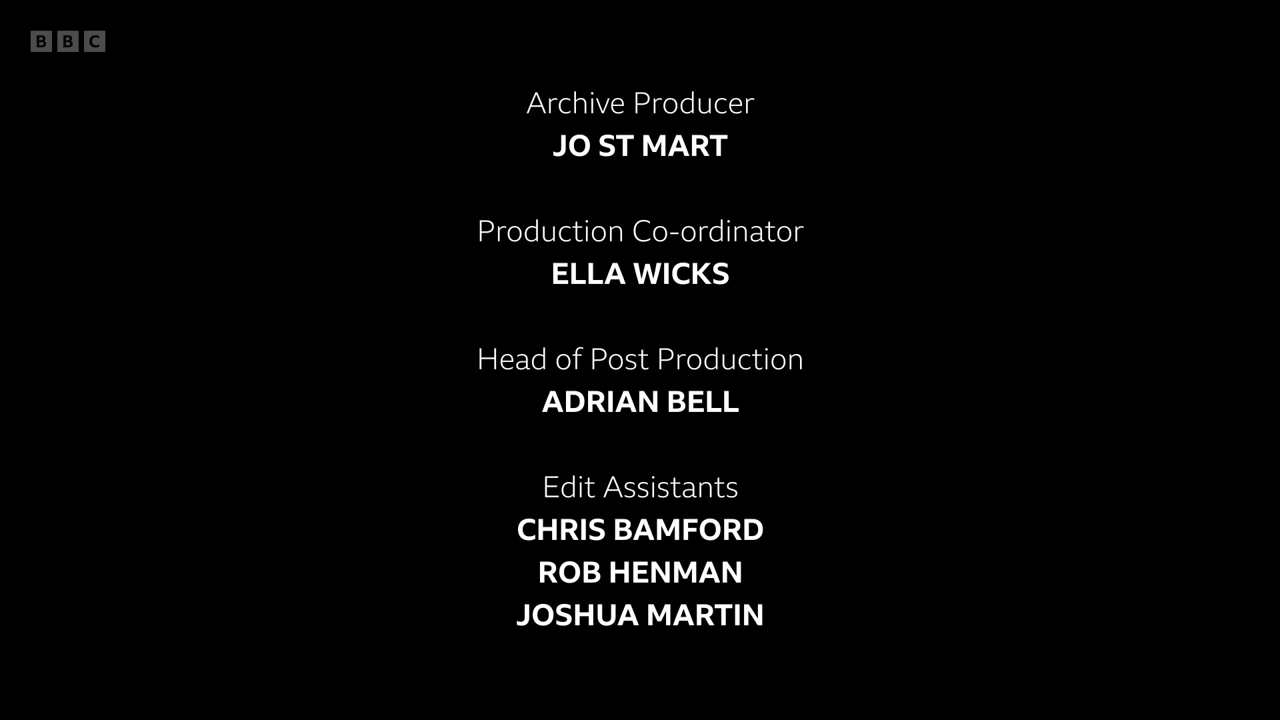 BBC
Archive Producer
JO ST MART
Production Co-ordinator
ELLA WICKS
Head of Post Production
ADRIAN BELL
Edit Assistants
CHRIS BAMFORD
ROB HENMAN
JOSHUA MARTIN